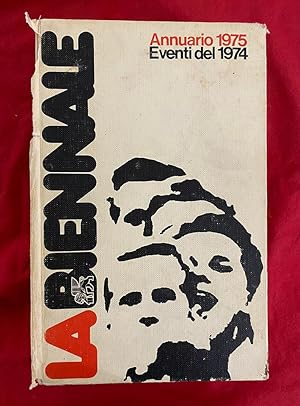 Annuario 1975
Eventi del 1974
LA BIENNALE